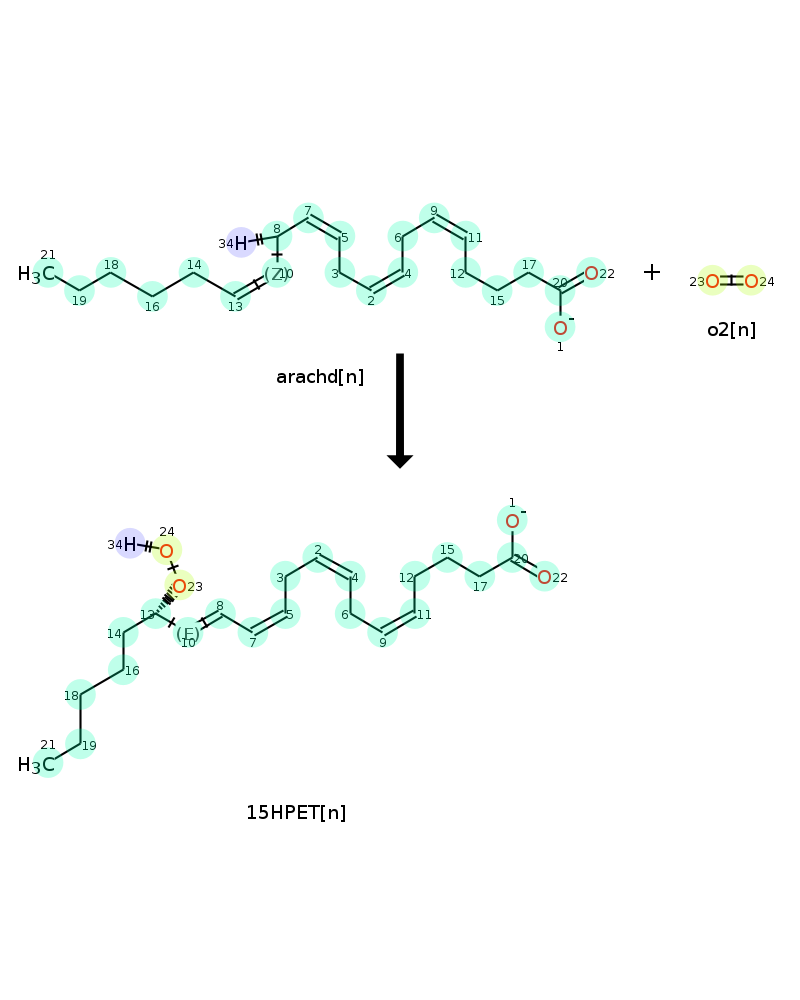 7 9
21 8 5 6 11
34H
18 14 (Z) 10 3 4 12 17 20 O22
H3C + 23O O24
19 16 13 2 15
O-
1
o2[n]
arachd[n]
1
O-
34H 24 O
2 15 20
O23 3 4 12 17 O22
13 8
14 (E) 10 7 5 6 9 11
16
18
21 19
H3C
15HPET[n]